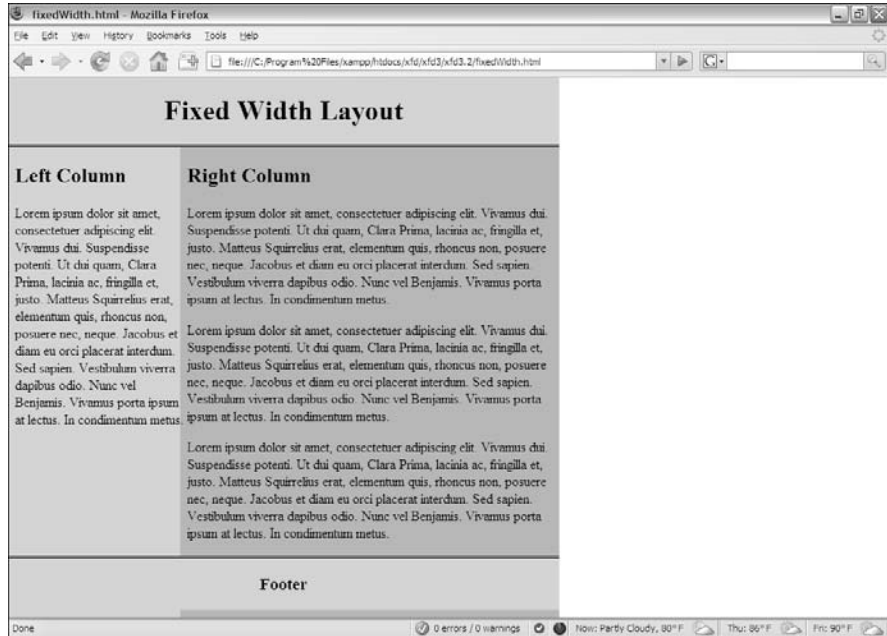 fixedWidth.html - Mozilla Firefox
File Edit View History Bookmarks Tools Help
file:///C:/Program%20Files/xampp/htdocs/xfd/xfd3/xfd3.2/fixedWidth.html
G
Fixed Width Layout
Left Column
Lorem ipsum dolor sit amet,
consectetuer adipiscing elit.
Vivamus dui. Suspendisse
potenti. Ut dui quam, Clara
Prima, lacinia ac, fringilla et,
justo. Matteus Squirrelius erat,
elementum quis, rhoncus non,
posuere nec, neque. Jacobus et
diam eu orci placerat interdum.
Sed sapien. Vestibulum viverra
dapibus odio. Nunc vel
Benjamis. Vivamus porta ipsum
at lectus. In condimentum metus.
Right Column
Lorem ipsum dolor sit amet, consectetuer adipiscing elit. Vivamus dui.
Suspendisse potenti. Ut dui quam, Clara Prima, lacinia ac, fringilla et,
justo. Matteus Squirrelius erat, elementum quis, rhoncus non, posuere
nec, neque. Jacobus et diam eu orci placerat interdum. Sed sapien.
Vestibulum viverra dapibus odio. Nunc vel Benjamis. Vivamus porta
ipsum at lectus. In condimentum metus.
Lorem ipsum dolor sit amet, consectetuer adipiscing elit. Vivamus dui.
Suspendisse potenti. Ut dui quam, Clara Prima, lacinia ac, fringilla et,
justo. Matteus Squirrelius erat, elementum quis, rhoncus non, posuere
nec, neque. Jacobus et diam eu orci placerat interdum. Sed sapien.
Vestibulum viverra dapibus odio. Nunc vel Benjamis. Vivamus porta
ipsum at lectus. In condimentum metus.
Lorem ipsum dolor sit amet, consectetuer adipiscing elit. Vivamus dui.
Suspendisse potenti. Ut dui quam, Clara Prima, lacinia ac, fringilla et,
justo. Matteus Squirrelius erat, elementum quis, rhoncus non, posuere
nec, neque. Jacobus et diam eu orci placerat interdum. Sed sapien.
Vestibulum viverra dapibus odio. Nunc vel Benjamis. Vivamus porta
ipsum at lectus. In condimentum metus.
Footer
Done 0 errors / 0 warnings Now: Partly Cloudy, 80° F Thu: 86° F Fri: 90° F